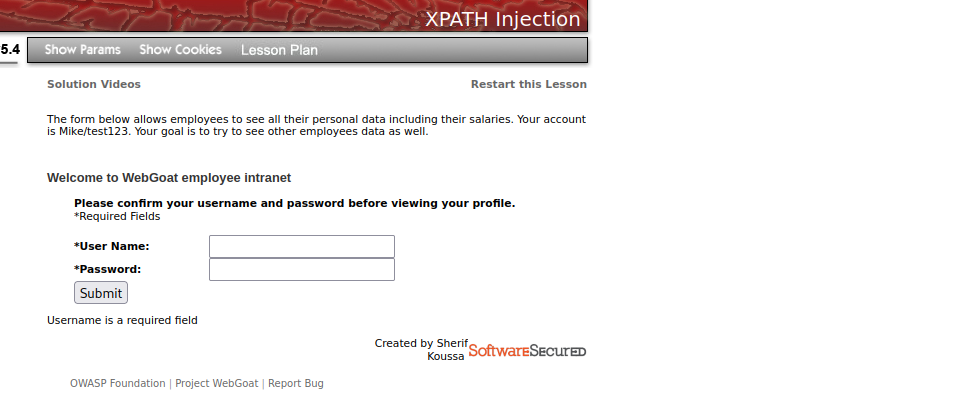 XPATH Injection
5.4 Show Params Show Cookies Lesson Plan
Solution Videos Restart this Lesson
The form below allows employees to see all their personal data including their salaries. Your account
is Mike/test123. Your goal is to try to see other employees data as well.
Welcome to WebGoat employee intranet
Please confirm your username and password before viewing your profile.
*Required Fields
*User Name:
*Password:
Submit
Username is a required field
Created by Sherif
Koussa SoftwareSecured
OWASP Foundation | Project WebGoat | Report Bug